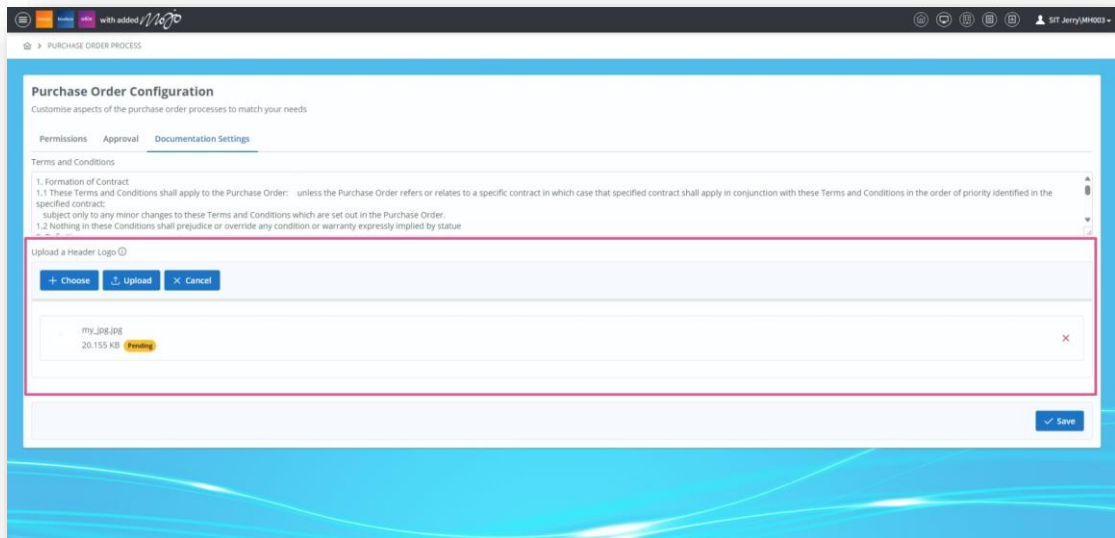 with added Mojo
SIT Jerry\MH003
PURCHASE ORDER PROCESS
Purchase Order Configuration
Customise aspects of the purchase order processes to match your needs
Permissions Approval Documentation Settings
Terms and Conditions
1. Formation of Contract
1.1 These Terms and Conditions shall apply to the Purchase Order: unless the Purchase Order refers or relates to a specific contract in which case that specified contract shall apply in conjunction with these Terms and Conditions in the order of priority identified in the
specified contract;
subject only to any minor changes to these Terms and Conditions which are set out in the Purchase Order.
1.2 Nothing in these Conditions shall prejudice or override any condition or warranty expressly implied by statue
Upload a Header Logo
Choose Upload Cancel
my_jpg.jpg
20.155 KB Pending
Save